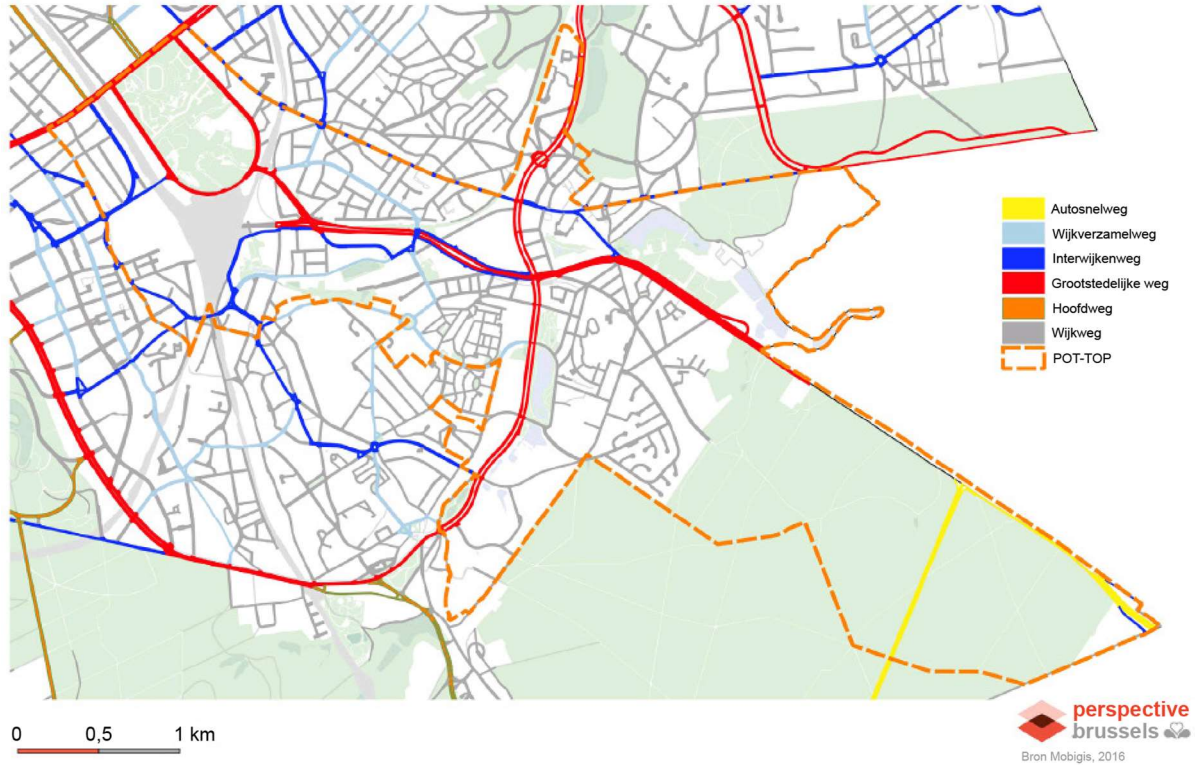 Autosnelweg
Wijkverzamelweg
Interwijkenweg
Grootstedelijke weg
Hoofdweg
Wijkweg
POT-TOP
0 0,5 1 km
perspective
.brussels
Bron Mobigis, 2016